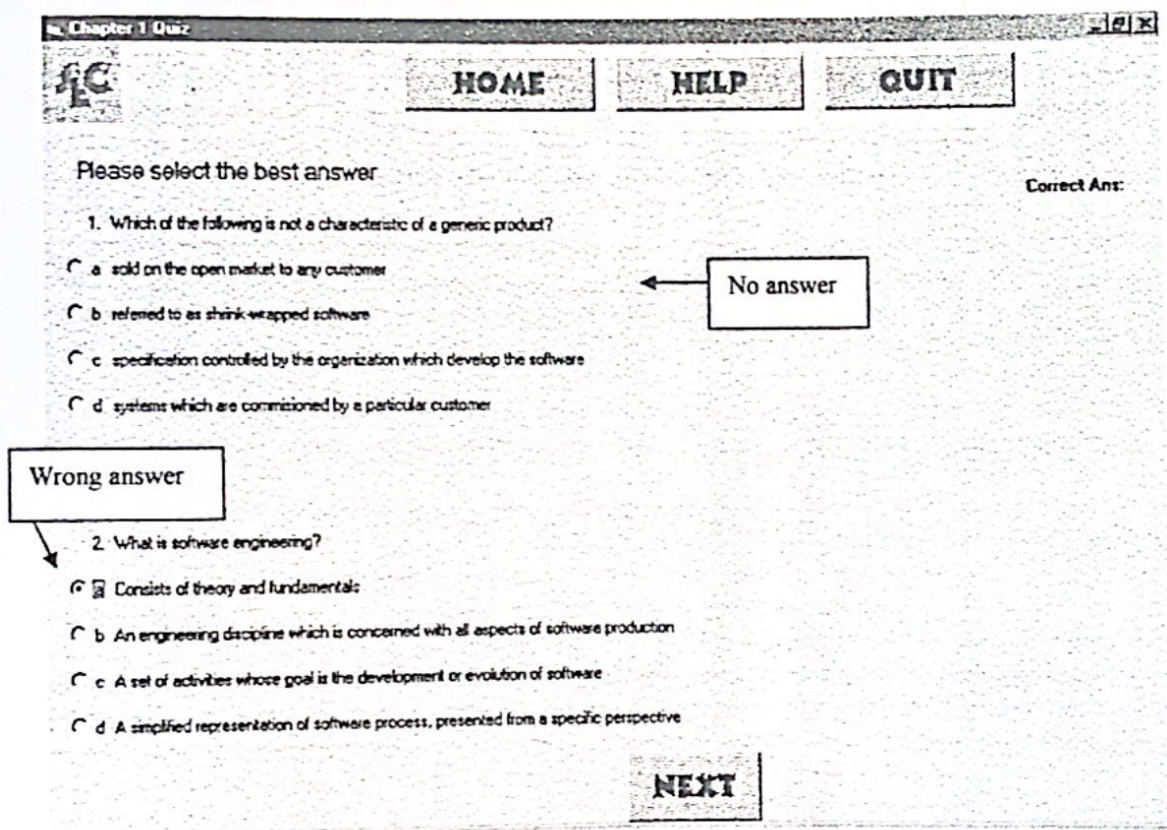 Chapter 1 Quiz
SLC
HOME HELP QUIT
Please select the best answer
Correct Ans:
1. Which of the following is not a characteristic of a generic product?
a sold on the open market to any customer
No answer
b referred to as shrink-wrapped software
c specification controlled by the organization which develop the software
d systems which are commisioned by a particular customer
Wrong answer
2. What is software engineering?
a Consists of theory and fundamentals
b An engineering discipline which is concerned with all aspects of software production
c A set of activities whose goal is the development or evolution of software
d A simplified representation of software process, presented from a specific perspective
NEXT